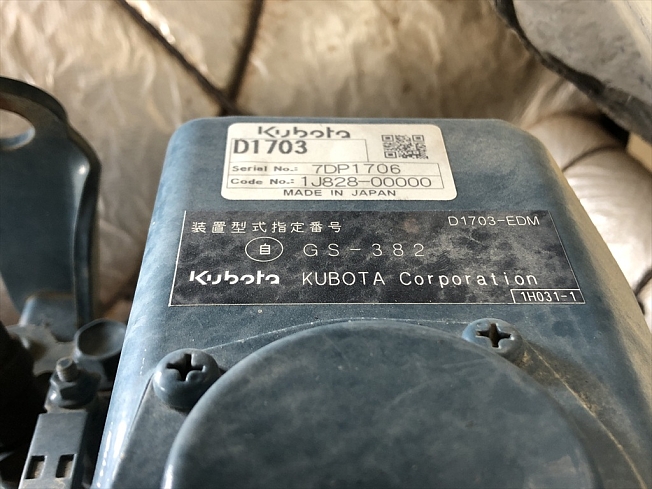 Kubota
D1703
Serial No.: 7DP1706
Code No.: 1J828-00000
MADE IN JAPAN
装置型式指定番号 D1703-EDM
自 GS-382
Kubota KUBOTA Corporation
1H031-1